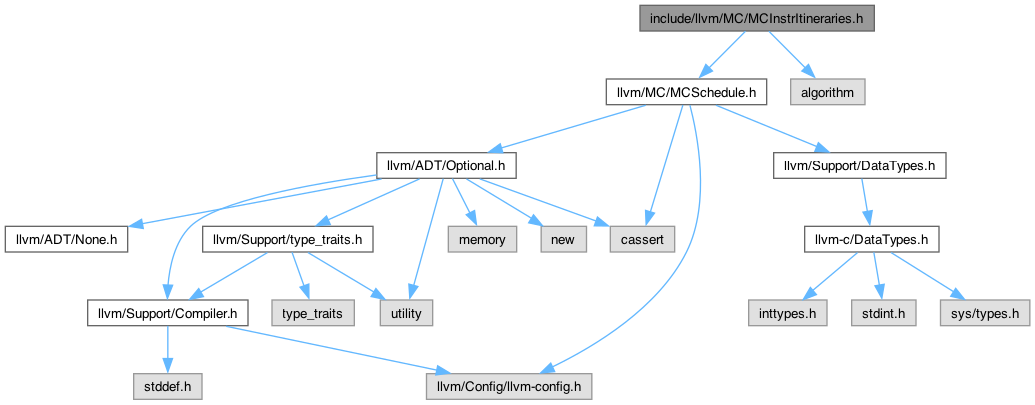 include/llvm/MC/MCInstrItineraries.h
llvm/MC/MCSchedule.h
algorithm
llvm/ADT/Optional.h
llvm/Support/DataTypes.h
llvm/ADT/None.h
llvm/Support/type_traits.h
memory
new
cassert
llvm-c/DataTypes.h
llvm/Support/Compiler.h
type_traits
utility
inttypes.h
stdint.h
sys/types.h
stddef.h
llvm/Config/llvm-config.h